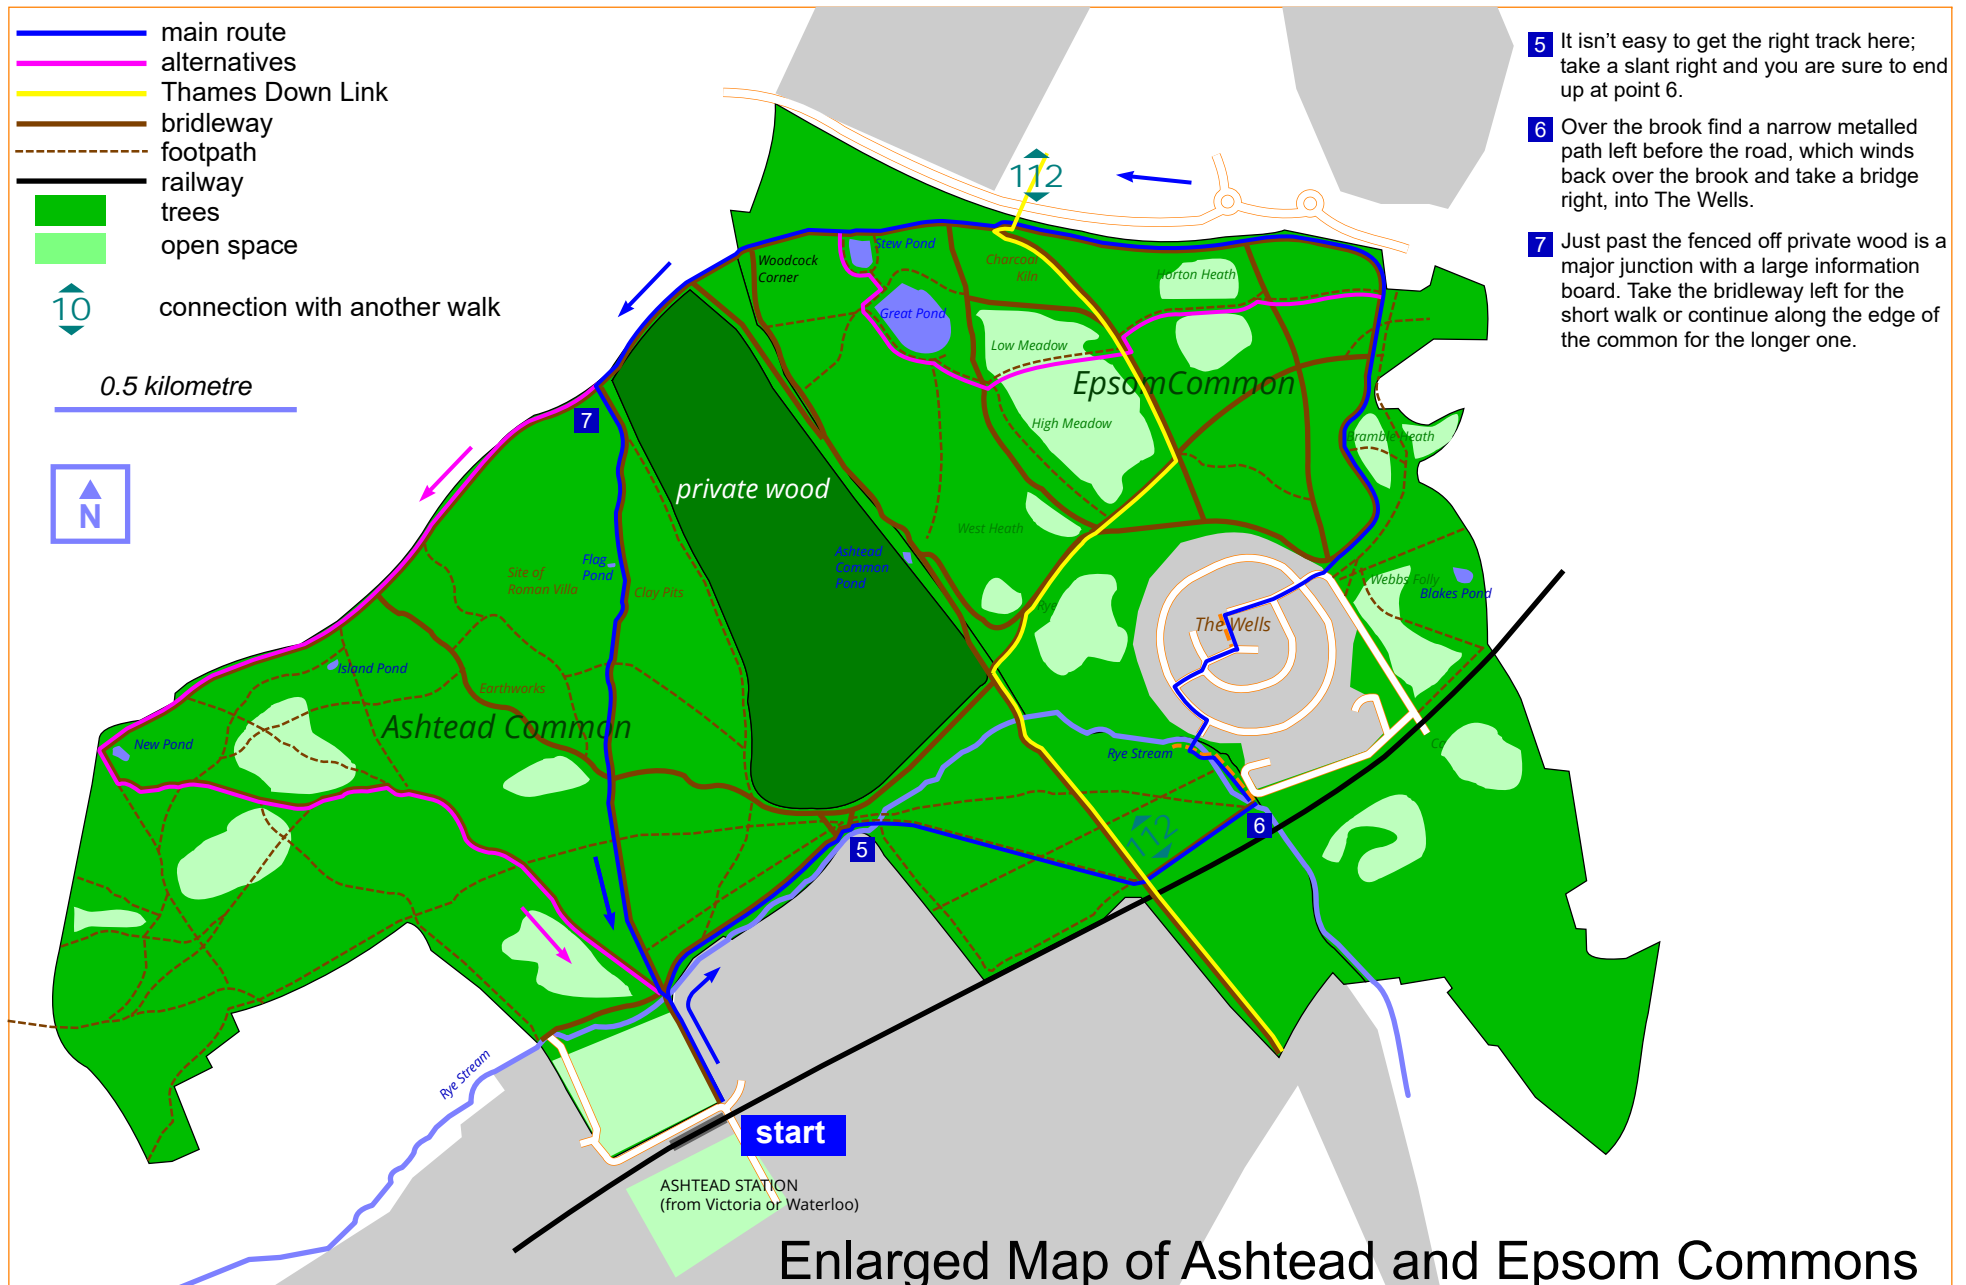 main route
alternatives
Thames Down Link
bridleway
footpath
railway
trees
open space
10
connection with another walk
0.5 kilometre
N
5 It isn’t easy to get the right track here;
take a slant right and you are sure to end
up at point 6.
6 Over the brook find a narrow metalled
path left before the road, which winds
back over the brook and take a bridge
right, into The Wells.
7 Just past the fenced off private wood is a
major junction with a large information
board. Take the bridleway left for the
short walk or continue along the edge of
the common for the longer one.
112
Stew Pond
Woodcock
Corner
Charcoal
Kiln
Horton Heath
Great Pond
Low Meadow
Epsom Common
High Meadow
Bramble Heath
7
private wood
West Heath
Ashtead
Common
Pond
Flag
Pond
Site of
Roman Villa
Clay Pits
Webbs Folly
Blakes Pond
Rye
The Wells
Island Pond
Earthworks
Ashtead Common
New Pond
Rye Stream
112
6
5
Rye Stream
start
ASHTEAD STATION
(from Victoria or Waterloo)
Enlarged Map of Ashtead and Epsom Commons